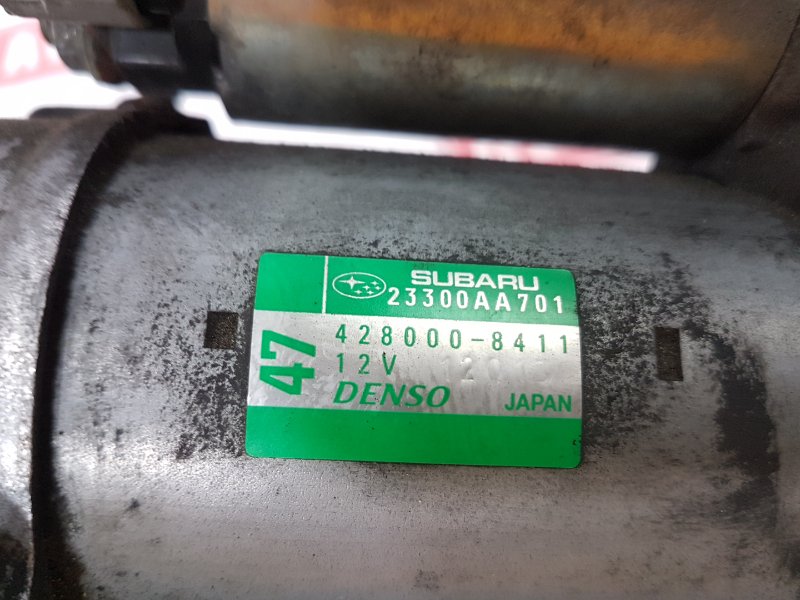 SUBARU
23300AA701
47
428000-8411
12V
DENSO JAPAN